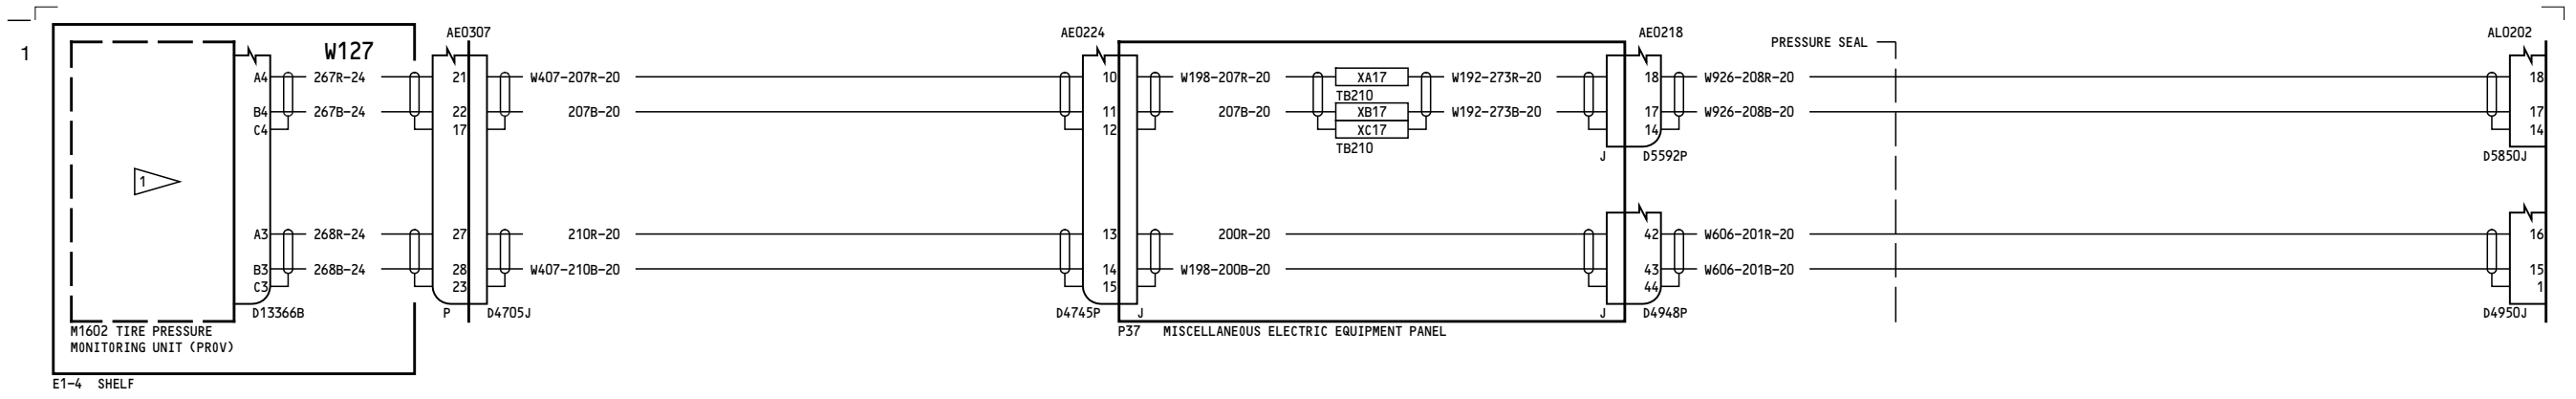 AE0307 AE0224 AE0218 AL0202
1 W127 PRESSURE SEAL
A4 267R-24 21 W407-207R-20 10 W198-207R-20 XA17 W192-273R-20 18 W926-208R-20 18
TB210
B4 267B-24 22 207B-20 11 207B-20 XB17 W192-273B-20 17 W926-208B-20 17
C4 17 12 XC17 14 14
TB210
J D5592P D5850J
1
A3 268R-24 27 210R-20 13 200R-20 42 W606-201R-20 16
B3 268B-24 28 W407-210B-20 14 W198-200B-20 43 W606-201B-20 15
C3 23 15 44 1
D13366B P D4705J D4745P J J D4948P D4950J
M1602 TIRE PRESSURE P37 MISCELLANEOUS ELECTRIC EQUIPMENT PANEL
MONITORING UNIT (PROV)
E1-4 SHELF